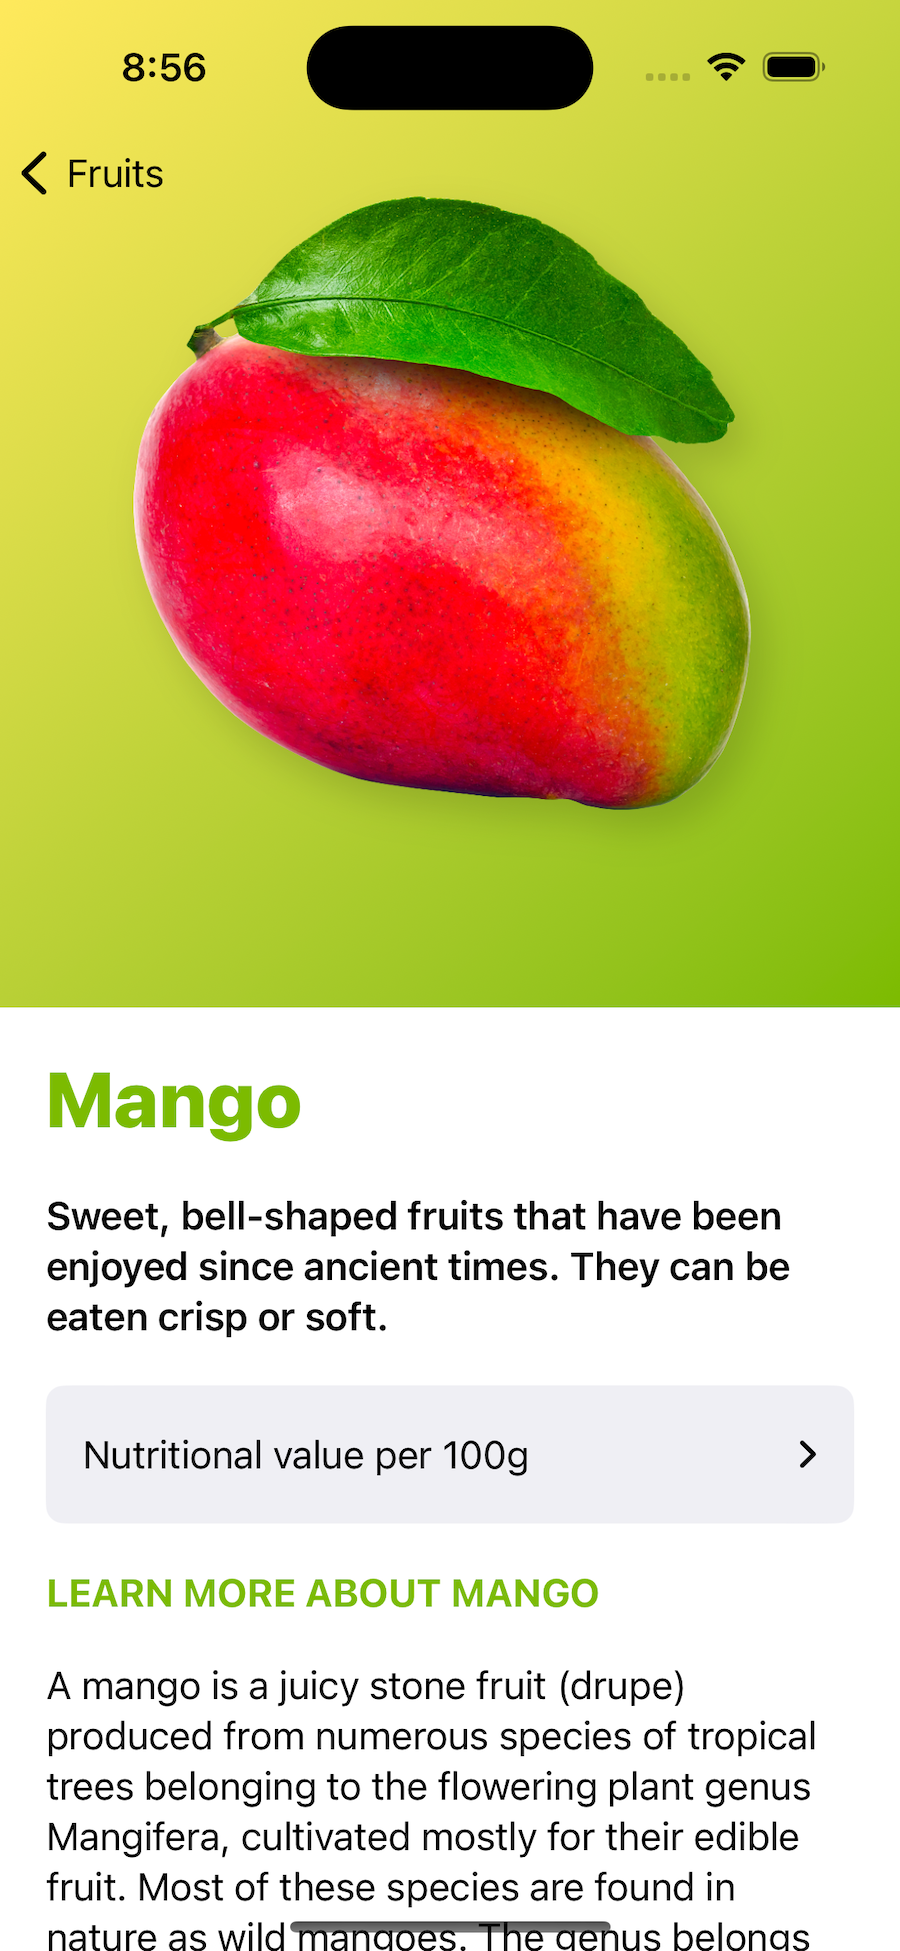 8:56
Fruits
Mango
Sweet, bell-shaped fruits that have been
enjoyed since ancient times. They can be
eaten crisp or soft.
Nutritional value per 100g
LEARN MORE ABOUT MANGO
A mango is a juicy stone fruit (drupe)
produced from numerous species of tropical
trees belonging to the flowering plant genus
Mangifera, cultivated mostly for their edible
fruit. Most of these species are found in
nature as wild mangoes. The genus belongs